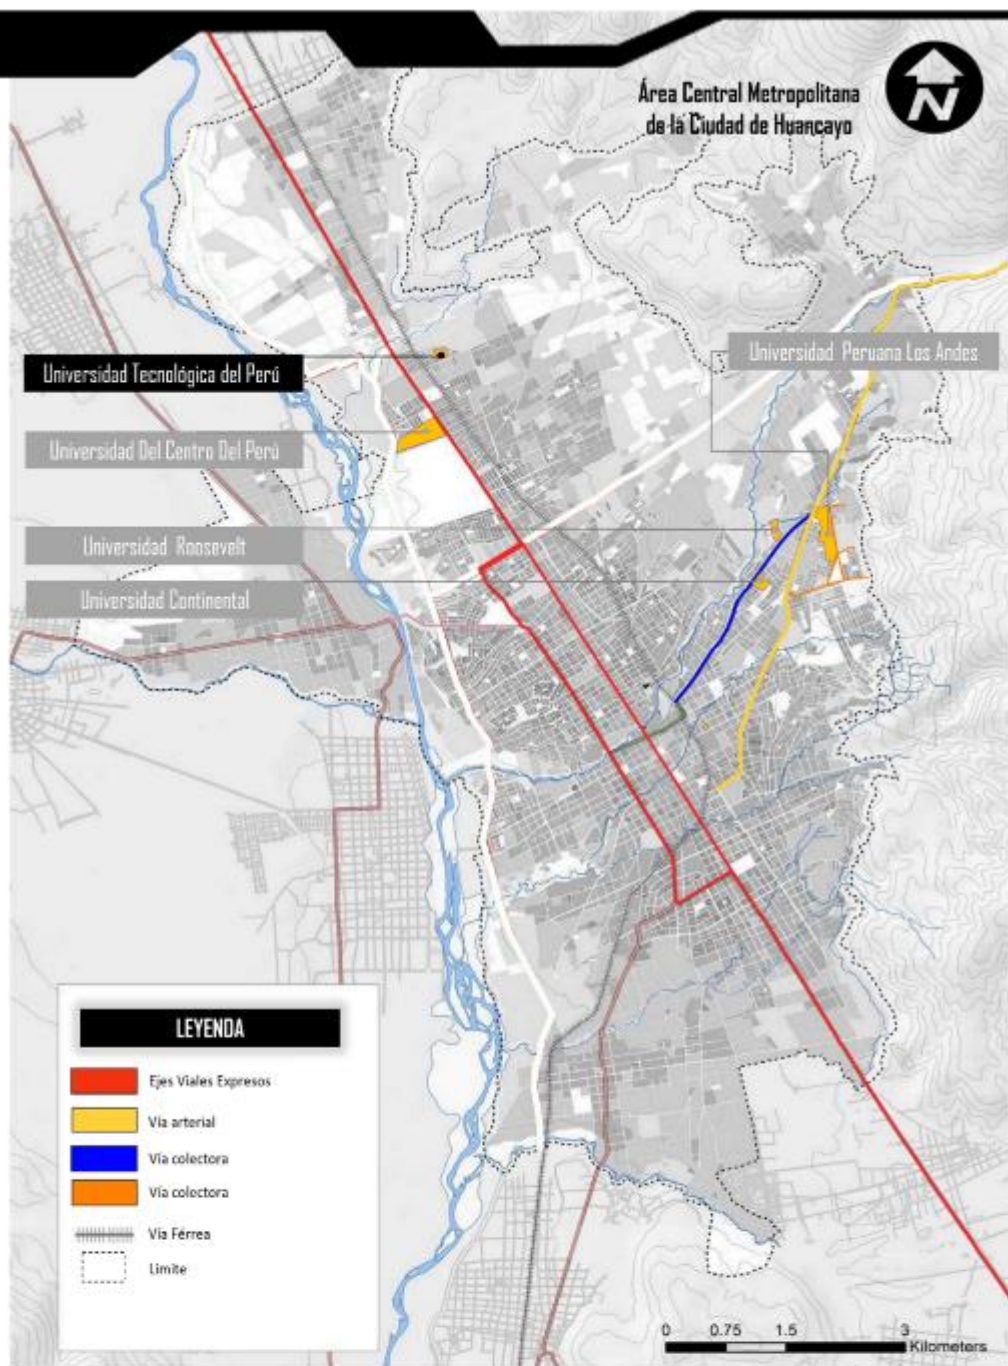 Área Central Metropolitana
de la Ciudad de Huancayo
N
Universidad Peruana Los Andes
Universidad Tecnológica del Perú
Universidad Del Centro Del Perú
Universidad Roosevelt
Universidad Continental
LEYENDA
Ejes Viales Expresos
Vía arterial
Vía colectora
Vía colectora
Vía Férrea
Limite
0 0.75 1.5 3
Kilometers